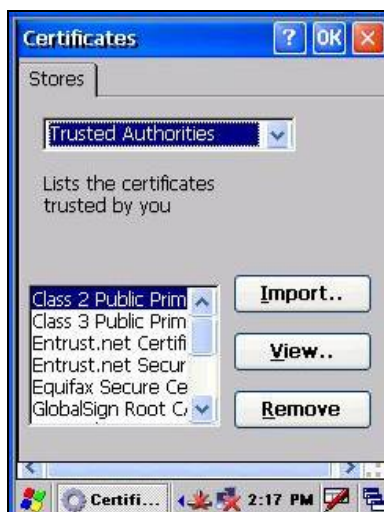 Certificates ? OK
Stores
Trusted Authorities
Lists the certificates
trusted by you
Class 2 Public Prim
Class 3 Public Prim
Entrust.net Certifi
Entrust.net Secur
Equifax Secure Ce
GlobalSign Root C
Import..
View..
Remove
Certifi... 2:17 PM